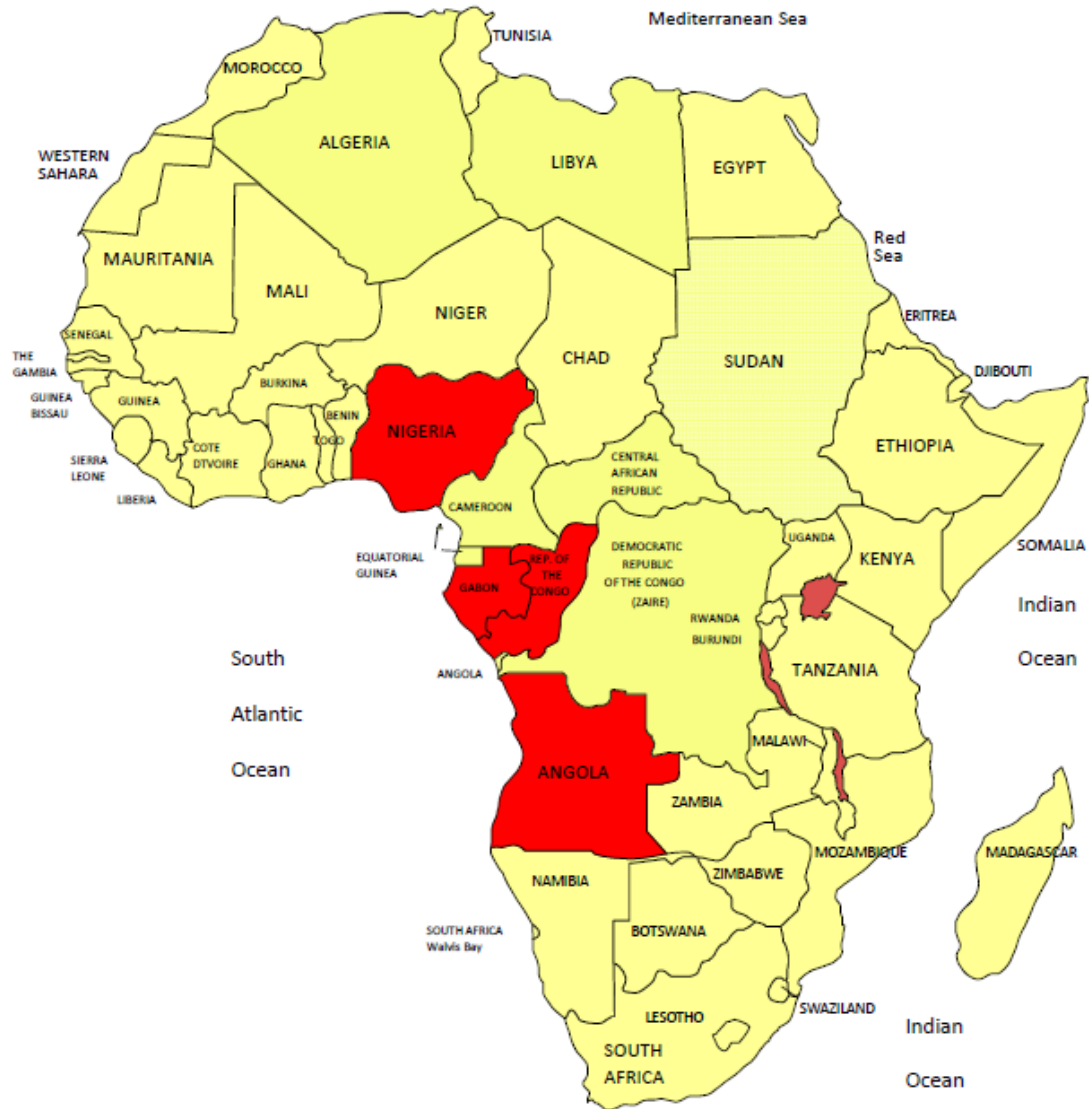 Mediterranean Sea
TUNISIA
MOROCCO
ALGERIA
LIBYA
EGYPT
WESTERN
SAHARA
MAURITANIA
MALI
NIGER
CHAD
SUDAN
Red
Sea
ERITREA
DJIBOUTI
SENEGAL
THE
GAMBIA
GUINEA
BISSAU
GUINEA
SIERRA
LEONE
LIBERIA
COTE
DTVOIRE
BURKINA
GHANA
TOGO
BENIN
NIGERIA
CAMEROON
CENTRAL
AFRICAN
REPUBLIC
ETHIOPIA
SOMALIA
EQUATORIAL
GUINEA
GABON
REP. OF
THE
CONGO
DEMOCRATIC
REPUBLIC
OF THE CONGO
(ZAIRE)
UGANDA
KENYA
RWANDA
BURUNDI
TANZANIA
Indian
Ocean
South
Atlantic
Ocean
ANGOLA
ANGOLA
MALAWI
ZAMBIA
MOZAMBIQUE
MADAGASCAR
NAMIBIA
ZIMBABWE
BOTSWANA
SOUTH AFRICA
Walvis Bay
SWAZILAND
LESOTHO
SOUTH
AFRICA
Indian
Ocean